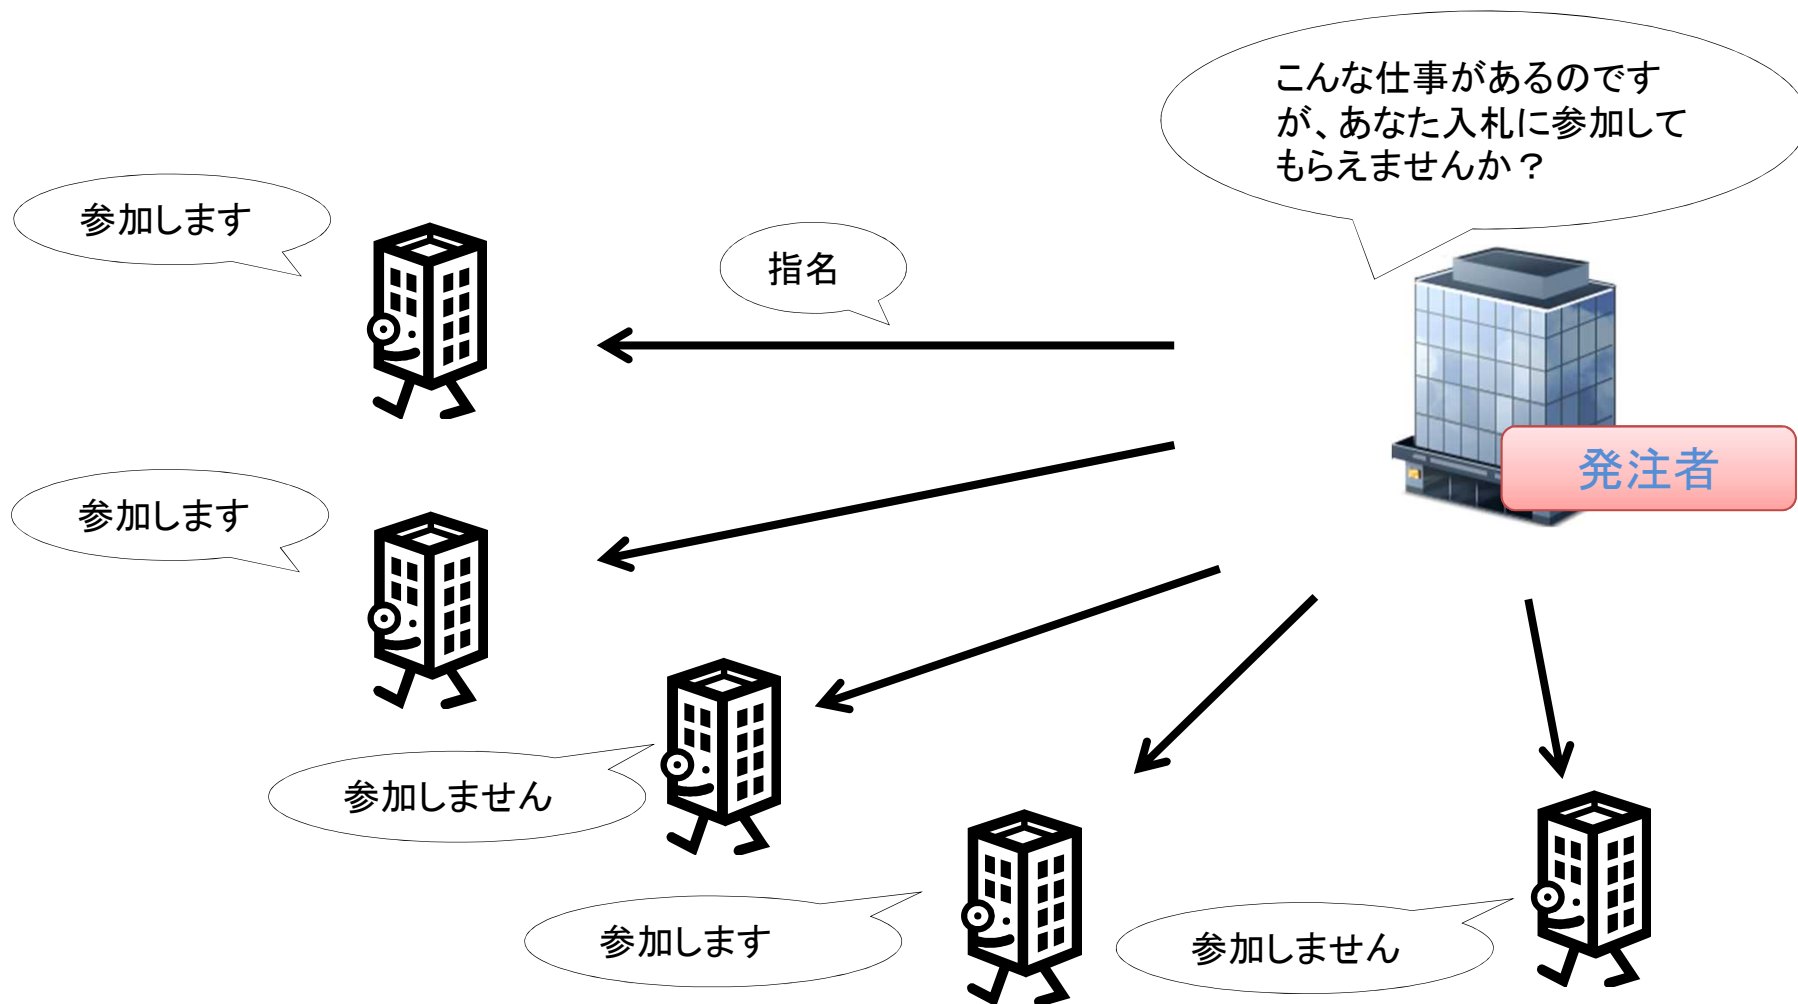 こんな仕事があるのです
が、あなた入札に参加して
もらえませんか？
参加します
指名
発注者
参加します
参加しません
参加します
参加しません